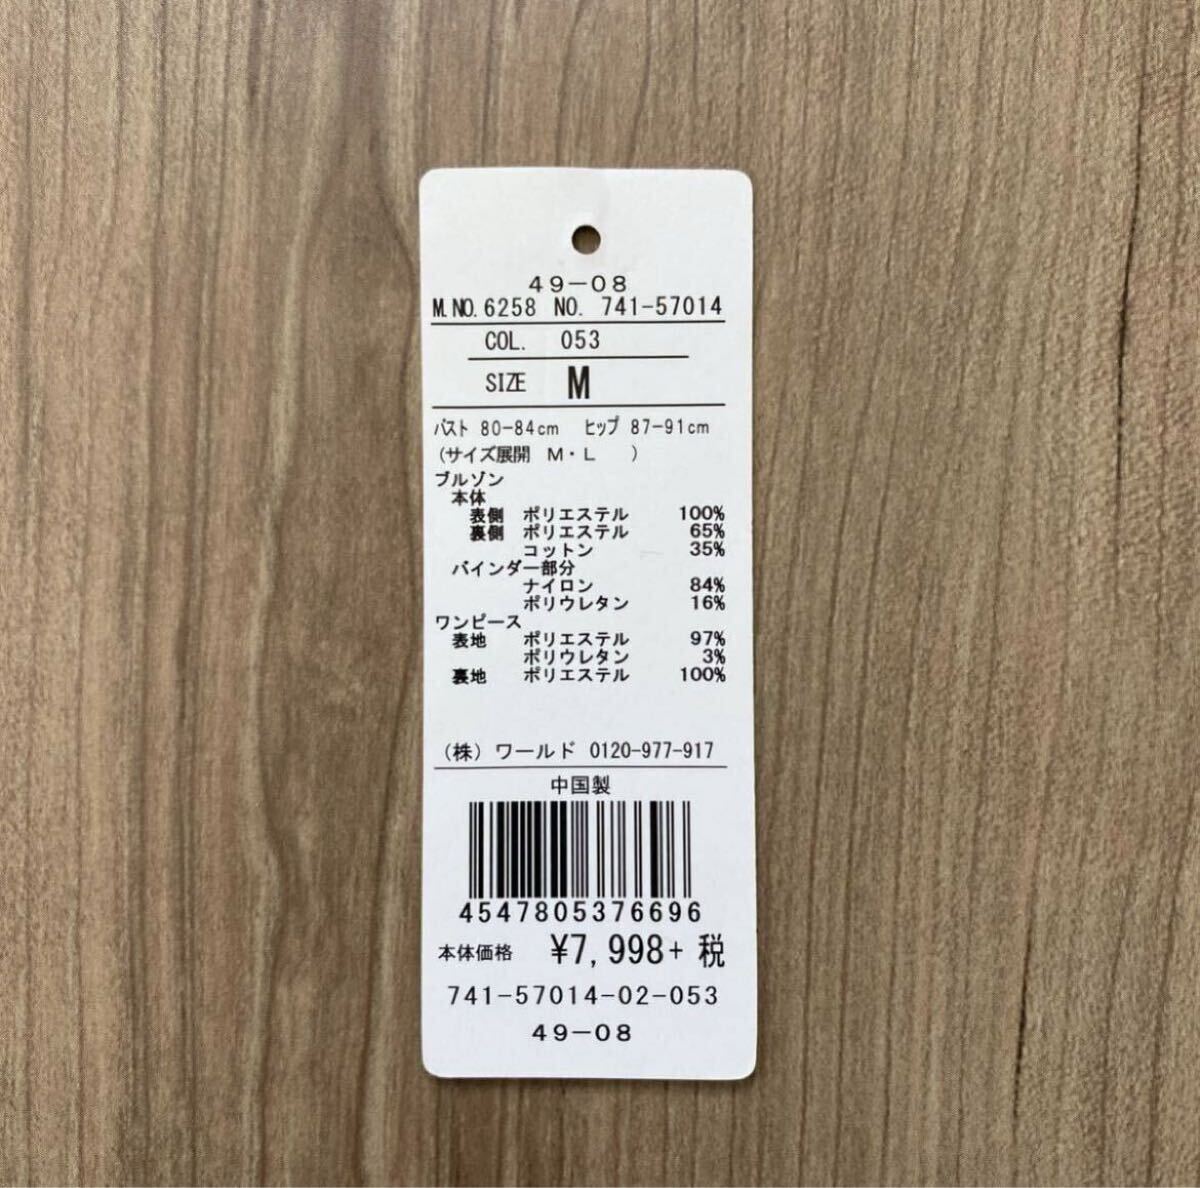 49-08
M.NO.6258 NO. 741-57014
COL. 053
SIZE M
バスト 80-84cm ヒップ 87-91cm
(サイズ展開 M・L )
ブルゾン
本体
表側 ポリエステル 100%
裏側 ポリエステル 65%
コットン 35%
バインダー部分
ナイロン 84%
ポリウレタン 16%
ワンピース
表地 ポリエステル 97%
ポリウレタン 3%
裏地 ポリエステル 100%
(株)ワールド 0120-977-917
中国製
4547805376696
本体価格 ¥7,998+ 税
741-57014-02-053
49-08